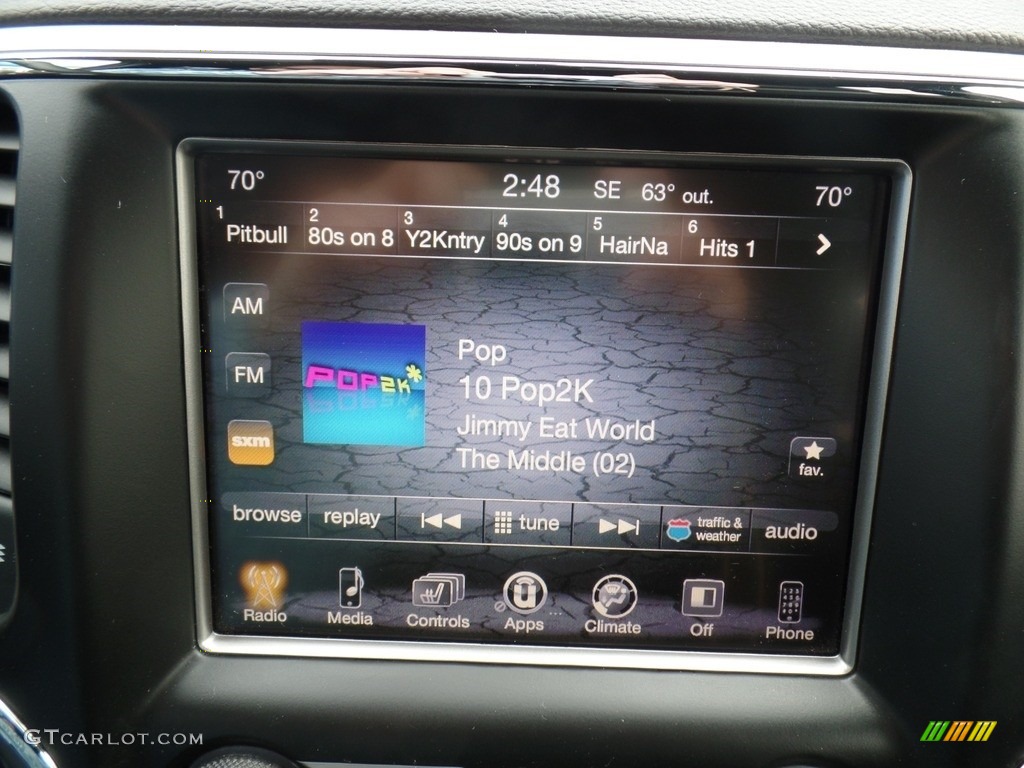 70° 2:48 SE 63° out. 70°
1 Pitbull 2 80s on 8 3 Y2Kntry 4 90s on 9 5 HairNa 6 Hits 1
AM
FM
sxm
POP2K*
Pop
10 Pop2K
Jimmy Eat World
The Middle (02)
fav.
browse replay tune traffic & weather audio
Radio Media Controls Apps Climate Off Phone
GTCARLOT.COM